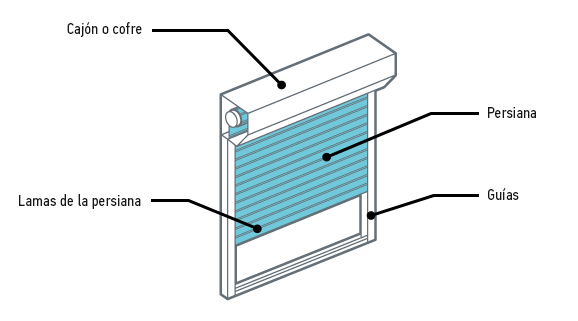 Cajón o cofre
Persiana
Lamas de la persiana
Guías